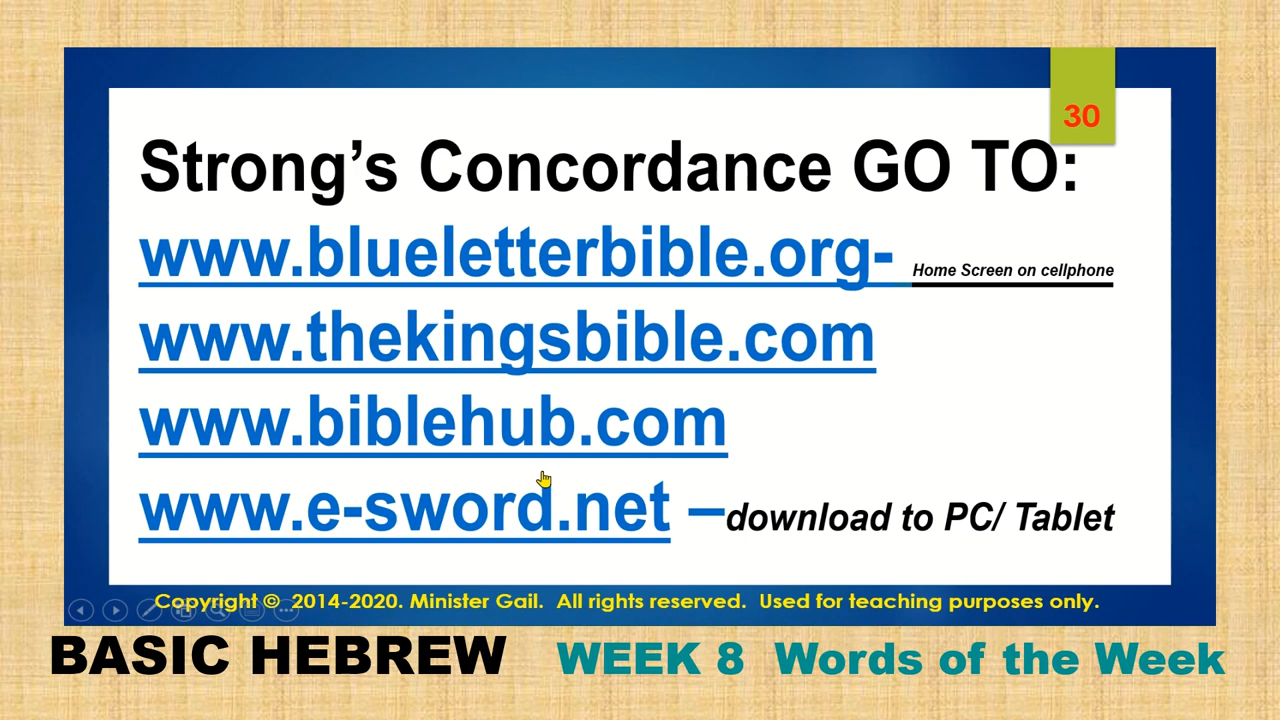 30
Strong’s Concordance GO TO:
www.blueletterbible.org- Home Screen on cellphone
www.thekingsbible.com
www.biblehub.com
www.e-sword.net –download to PC/ Tablet
Copyright © 2014-2020. Minister Gail. All rights reserved. Used for teaching purposes only.
BASIC HEBREW WEEK 8 Words of the Week